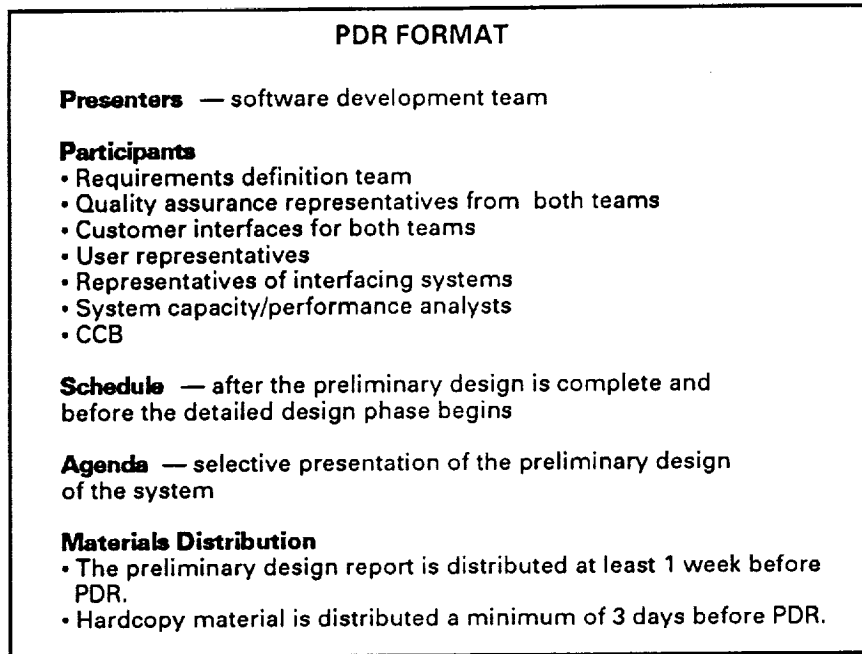 PDR FORMAT
Presenters — software development team
Participants
• Requirements definition team
• Quality assurance representatives from both teams
• Customer interfaces for both teams
• User representatives
• Representatives of interfacing systems
• System capacity/performance analysts
• CCB
Schedule — after the preliminary design is complete and
before the detailed design phase begins
Agenda — selective presentation of the preliminary design
of the system
Materials Distribution
• The preliminary design report is distributed at least 1 week before
PDR.
• Hardcopy material is distributed a minimum of 3 days before PDR.